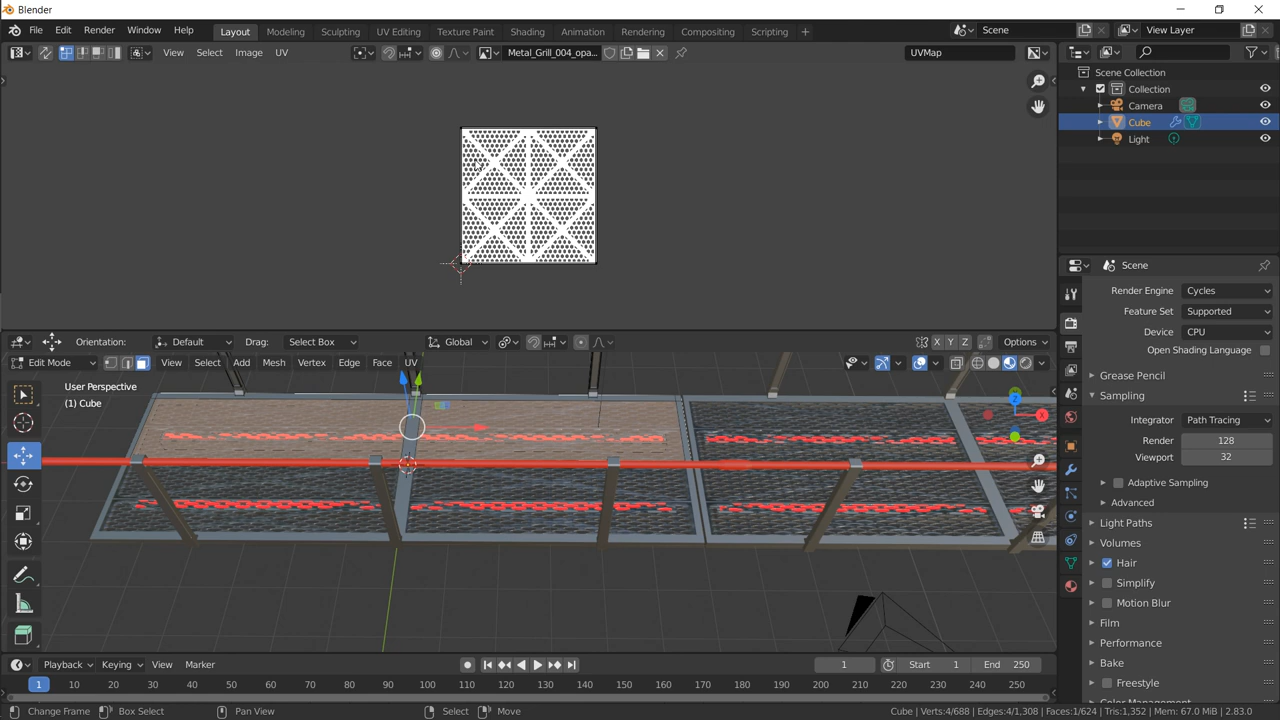 Blender
File Edit Render Window Help
Layout Modeling Sculpting UV Editing Texture Paint Shading Animation Rendering Compositing Scripting +
Scene
View Layer
View Select Image UV
Metal_Grill_004_opa...
UVMap
Scene Collection
Collection
Camera
Cube
Light
Scene
Render Engine Cycles
Feature Set Supported
Device CPU
Open Shading Language
Grease Pencil
Sampling
Integrator Path Tracing
Render 128
Viewport 32
Adaptive Sampling
Advanced
Light Paths
Volumes
Hair
Simplify
Motion Blur
Film
Performance
Bake
Freestyle
Orientation: Default Drag: Select Box Global X Y Z Options
Edit Mode View Select Add Mesh Vertex Edge Face UV
User Perspective
(1) Cube
Z
X
Playback Keying View Marker
1 Start 1 End 250
1 10 20 30 40 50 60 70 80 90 100 110 120 130 140 150 160 170 180 190 200 210 220 230 240 250
Change Frame Box Select Pan View Select Move
Cube | Verts:4/688 | Edges:4/1,308 | Faces:1/624 | Tris:1,352 | Mem: 67.0 MiB | 2.83.0